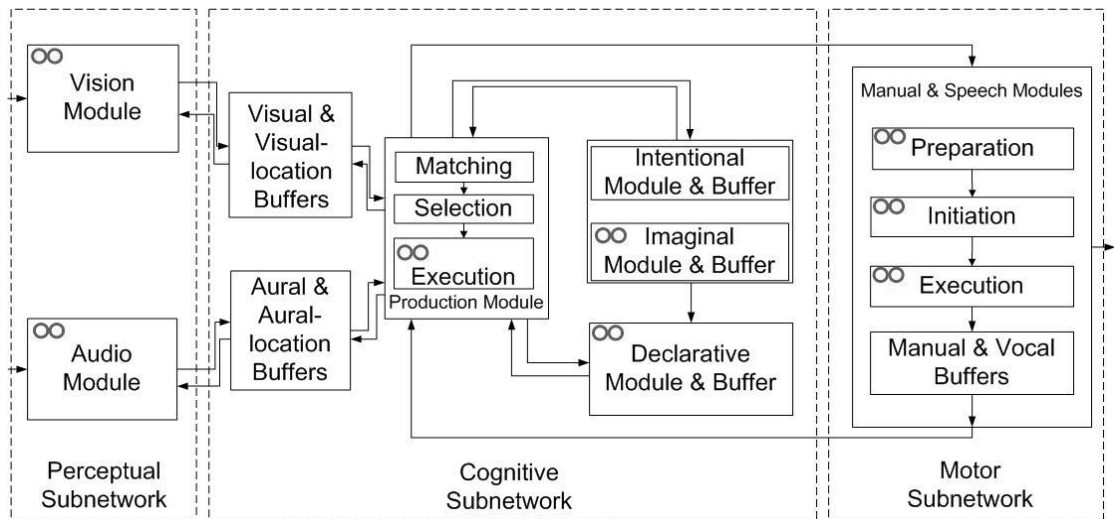 Vision
Module
Audio
Module
Perceptual
Subnetwork
Visual &
Visual-
location
Buffers
Aural &
Aural-
location
Buffers
Matching
Selection
Execution
Production Module
Intentional
Module & Buffer
Imaginal
Module & Buffer
Declarative
Module & Buffer
Cognitive
Subnetwork
Manual & Speech Modules
Preparation
Initiation
Execution
Manual & Vocal
Buffers
Motor
Subnetwork